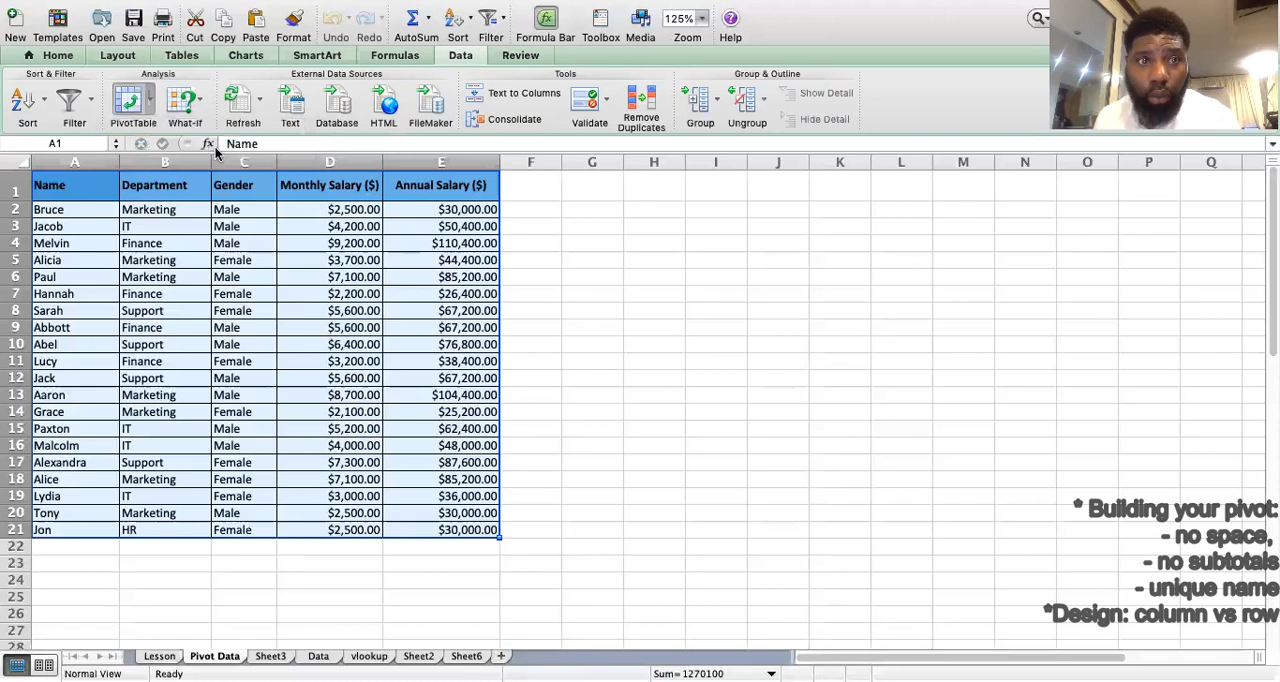 New Templates Open Save Print Cut Copy Paste Format Undo Redo AutoSum Sort Filter Formula Bar Toolbox Media 125% Zoom Help
Home Layout Tables Charts SmartArt Formulas Data Review
Sort & Filter Analysis External Data Sources Tools Group & Outline
Sort Filter PivotTable What-If Refresh Text Database HTML FileMaker Text to Columns Consolidate Validate Remove Duplicates Group Ungroup Show Detail Hide Detail
A1 fx Name
A B C D E F G H I J K L M N O P Q
1 Name Department Gender Monthly Salary ($) Annual Salary ($)
2 Bruce Marketing Male $2,500.00 $30,000.00
3 Jacob IT Male $4,200.00 $50,400.00
4 Melvin Finance Male $9,200.00 $110,400.00
5 Alicia Marketing Female $3,700.00 $44,400.00
6 Paul Marketing Male $7,100.00 $85,200.00
7 Hannah Finance Female $2,200.00 $26,400.00
8 Sarah Support Female $5,600.00 $67,200.00
9 Abbott Finance Male $5,600.00 $67,200.00
10 Abel Support Male $6,400.00 $76,800.00
11 Lucy Finance Female $3,200.00 $38,400.00
12 Jack Support Male $5,600.00 $67,200.00
13 Aaron Marketing Male $8,700.00 $104,400.00
14 Grace Marketing Female $2,100.00 $25,200.00
15 Paxton IT Male $5,200.00 $62,400.00
16 Malcolm IT Male $4,000.00 $48,000.00
17 Alexandra Support Female $7,300.00 $87,600.00
18 Alice Marketing Female $7,100.00 $85,200.00
19 Lydia IT Female $3,000.00 $36,000.00
20 Tony Marketing Male $2,500.00 $30,000.00
21 Jon HR Female $2,500.00 $30,000.00
22
23
24
25
26
27
28
* Building your pivot:
- no space,
- no subtotals
- unique name
*Design: column vs row
Lesson Pivot Data Sheet3 Data vlookup Sheet2 Sheet6 +
Normal View Ready Sum=1270100